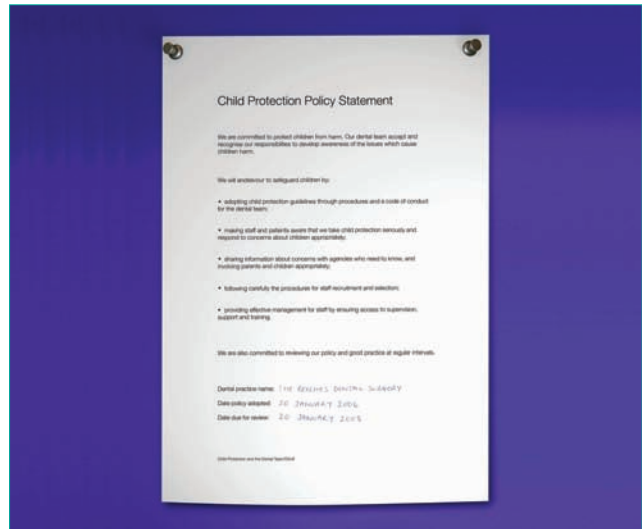 Child Protection Policy Statement
We are committed to protect children from harm. Our dental team accept and
recognise our responsibilities to develop awareness of the issues which cause
children harm.
We will endeavour to safeguard children by:
• adopting child protection guidelines through procedures and a code of conduct
for the dental team;
• making staff and patients aware that we take child protection seriously and
respond to concerns about children appropriately;
• sharing information about concerns with agencies who need to know, and
involving parents and children appropriately;
• following carefully the procedures for staff recruitment and selection;
• providing effective management for staff by ensuring access to supervision,
support and training.
We are also committed to reviewing our policy and good practice at regular intervals.
Dental practice name: THE BEECHES DENTAL SURGERY
Date policy adopted: 20 JANUARY 2006
Date due for review: 20 JANUARY
Child Protection and the Dental Team